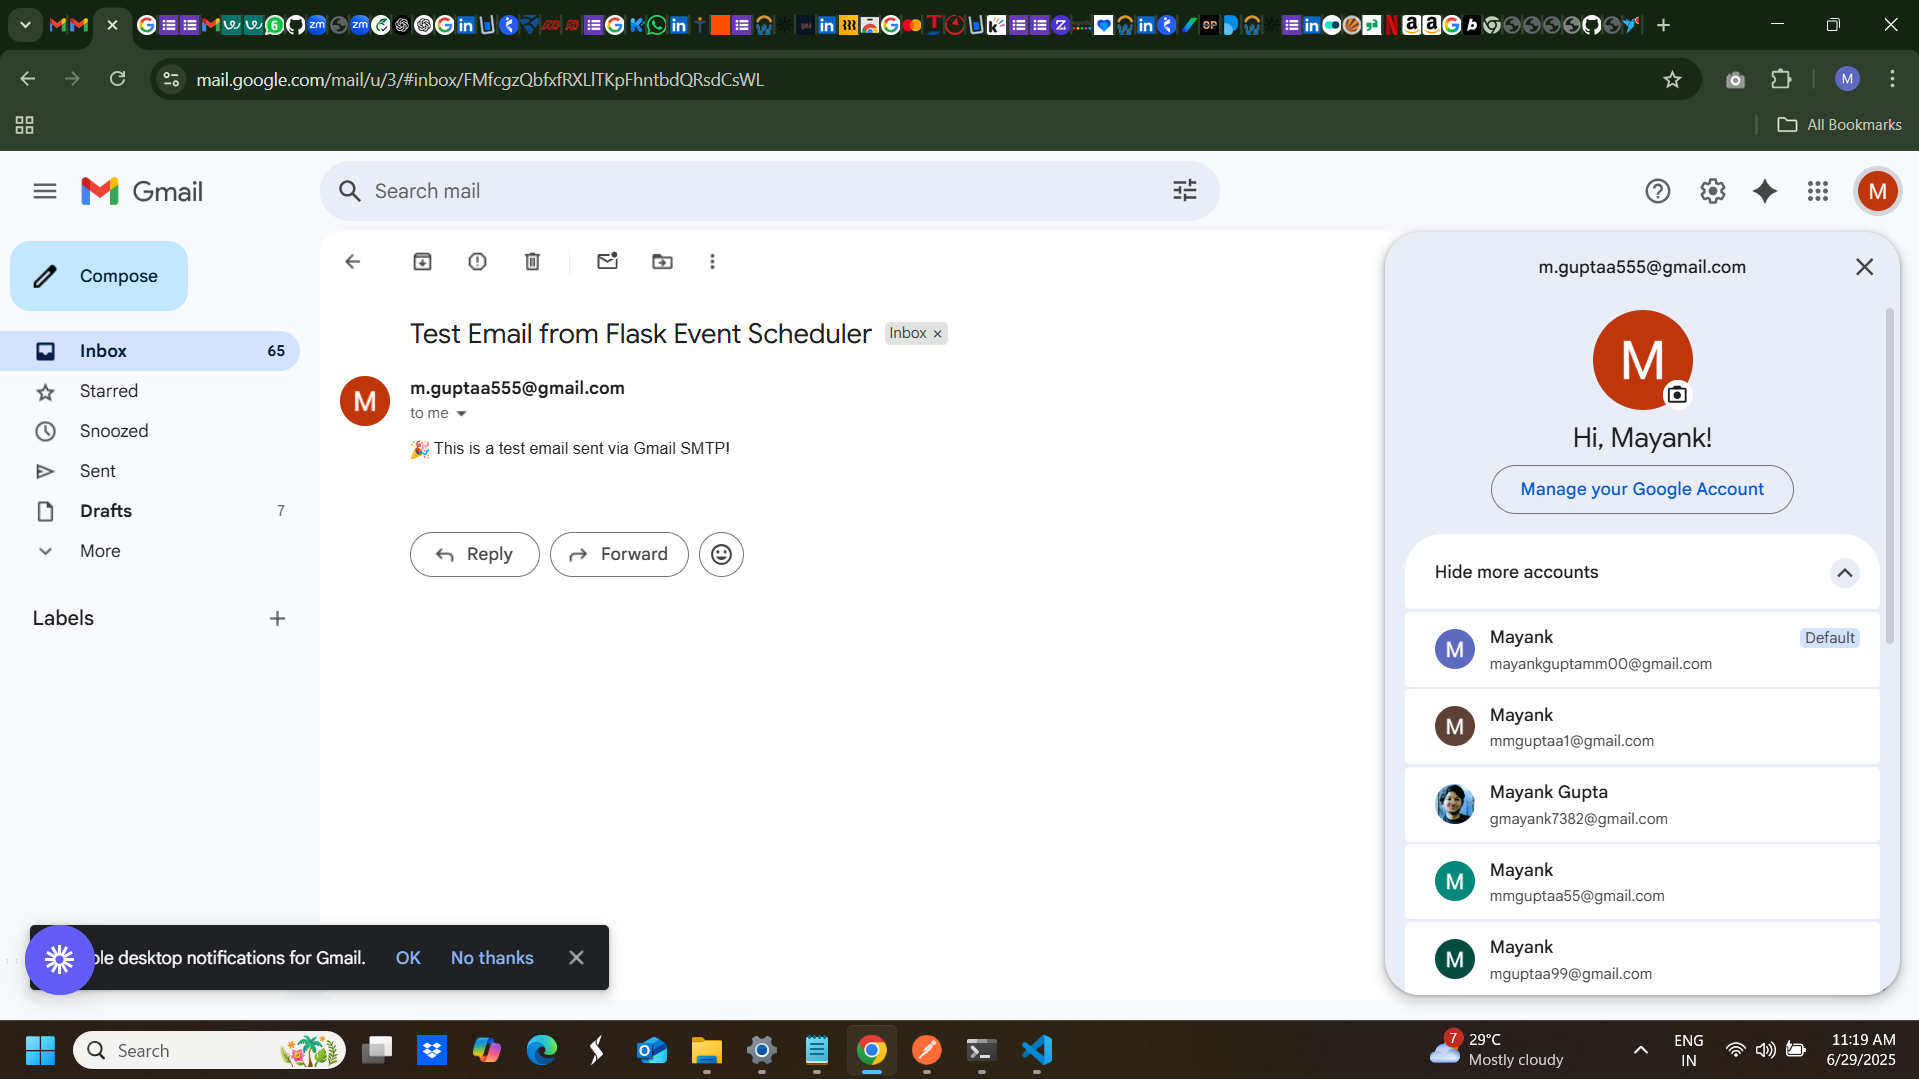 mail.google.com/mail/u/3/#inbox/FMfcgzQbfxfRXLlTKpFhntbdQRsdCsWL
M
All Bookmarks
Gmail
Search mail
M
Compose
Inbox 65
Starred
Snoozed
Sent
Drafts 7
More
Labels
Test Email from Flask Event Scheduler Inbox ×
M
m.guptaa555@gmail.com
to me
🎉 This is a test email sent via Gmail SMTP!
Reply
Forward
m.guptaa555@gmail.com
M
Hi, Mayank!
Manage your Google Account
Hide more accounts
M
Mayank Default
mayankguptamm00@gmail.com
M
Mayank
mmguptaa1@gmail.com
Mayank Gupta
gmayank7382@gmail.com
M
Mayank
mmguptaa55@gmail.com
M
Mayank
mguptaa99@gmail.com
ble desktop notifications for Gmail. OK No thanks
Search
7
29°C
Mostly cloudy
ENG
IN
11:19 AM
6/29/2025